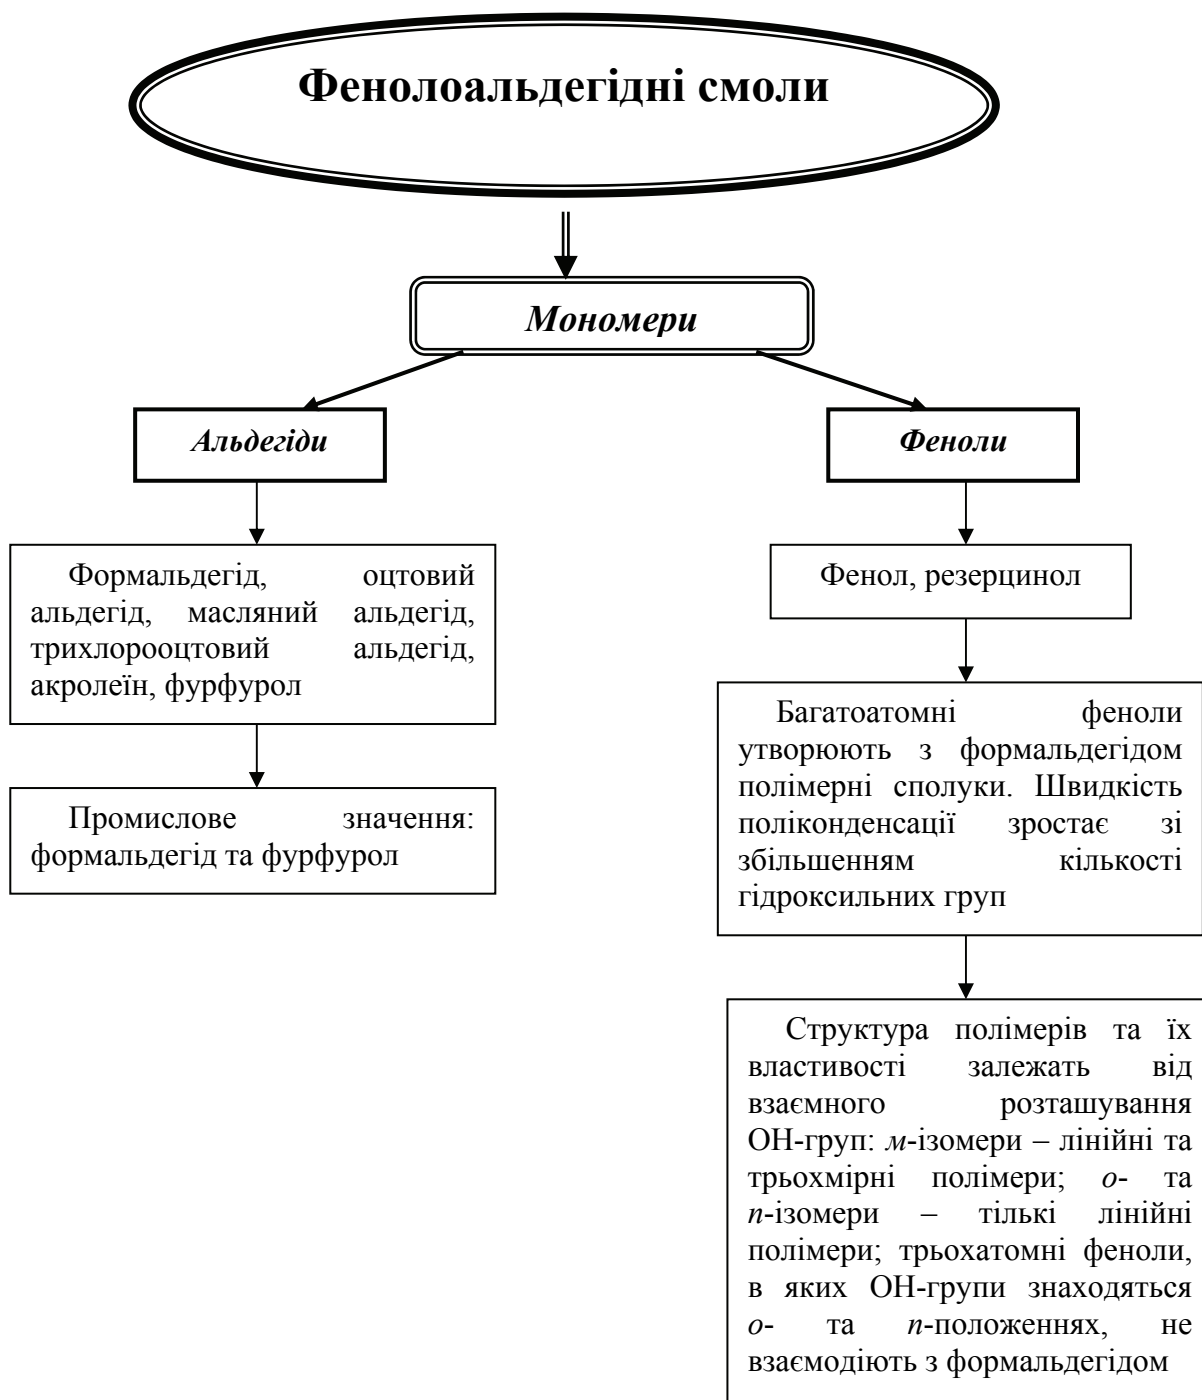 Фенолоальдегідні смоли
Мономери
Альдегіди
Феноли
Формальдегід, оцтовий
альдегід, масляний альдегід,
трихлорооцтовий альдегід,
акролеїн, фурфурол
Промислове значення:
формальдегід та фурфурол
Фенол, резерцинол
Багатоатомні феноли
утворюють з формальдегідом
полімерні сполуки. Швидкість
поліконденсації зростає зі
збільшенням кількості
гідроксильних груп
Структура полімерів та їх
властивості залежать від
взаємного розташування
ОН-груп: м-ізомери – лінійні та
трьохмірні полімери; о- та
п-ізомери – тількі лінійні
полімери; трьохатомні феноли,
в яких ОН-групи знаходяться
о- та п-положеннях, не
взаємодіють з формальдегідом